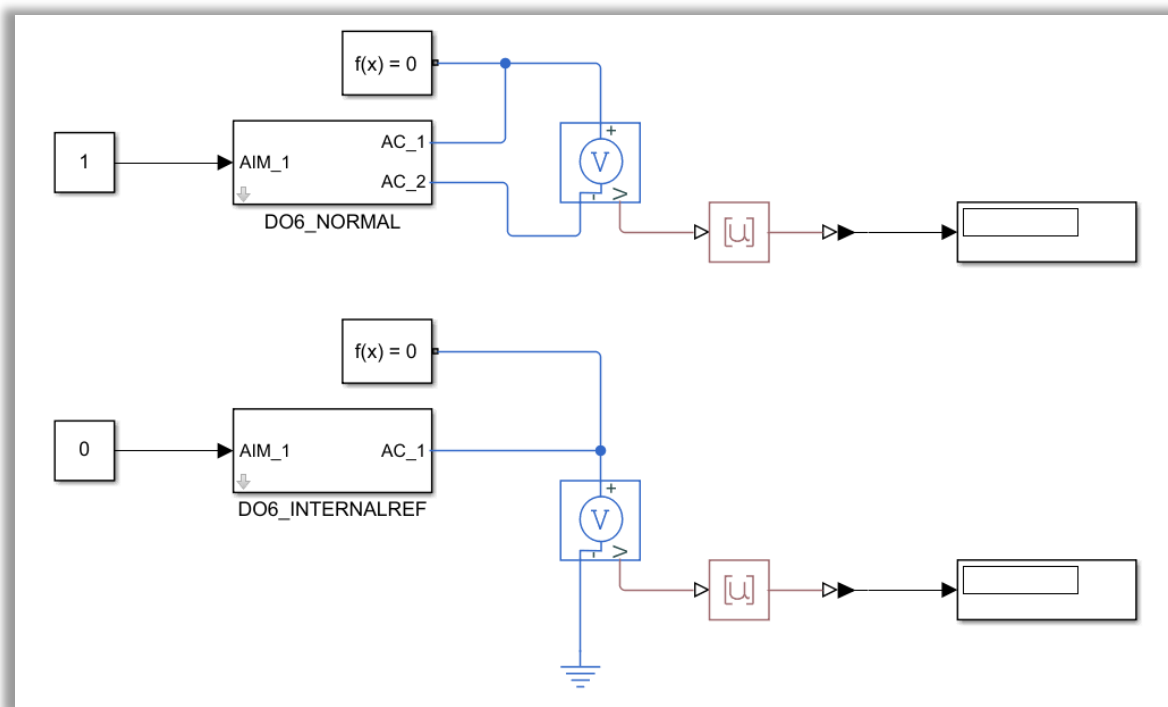 f(x) = 0
1
AIM_1
AC_1
AC_2
DO6_NORMAL
+
V
-
V
[u]
f(x) = 0
0
AIM_1
AC_1
DO6_INTERNALREF
+
V
-
V
[u]